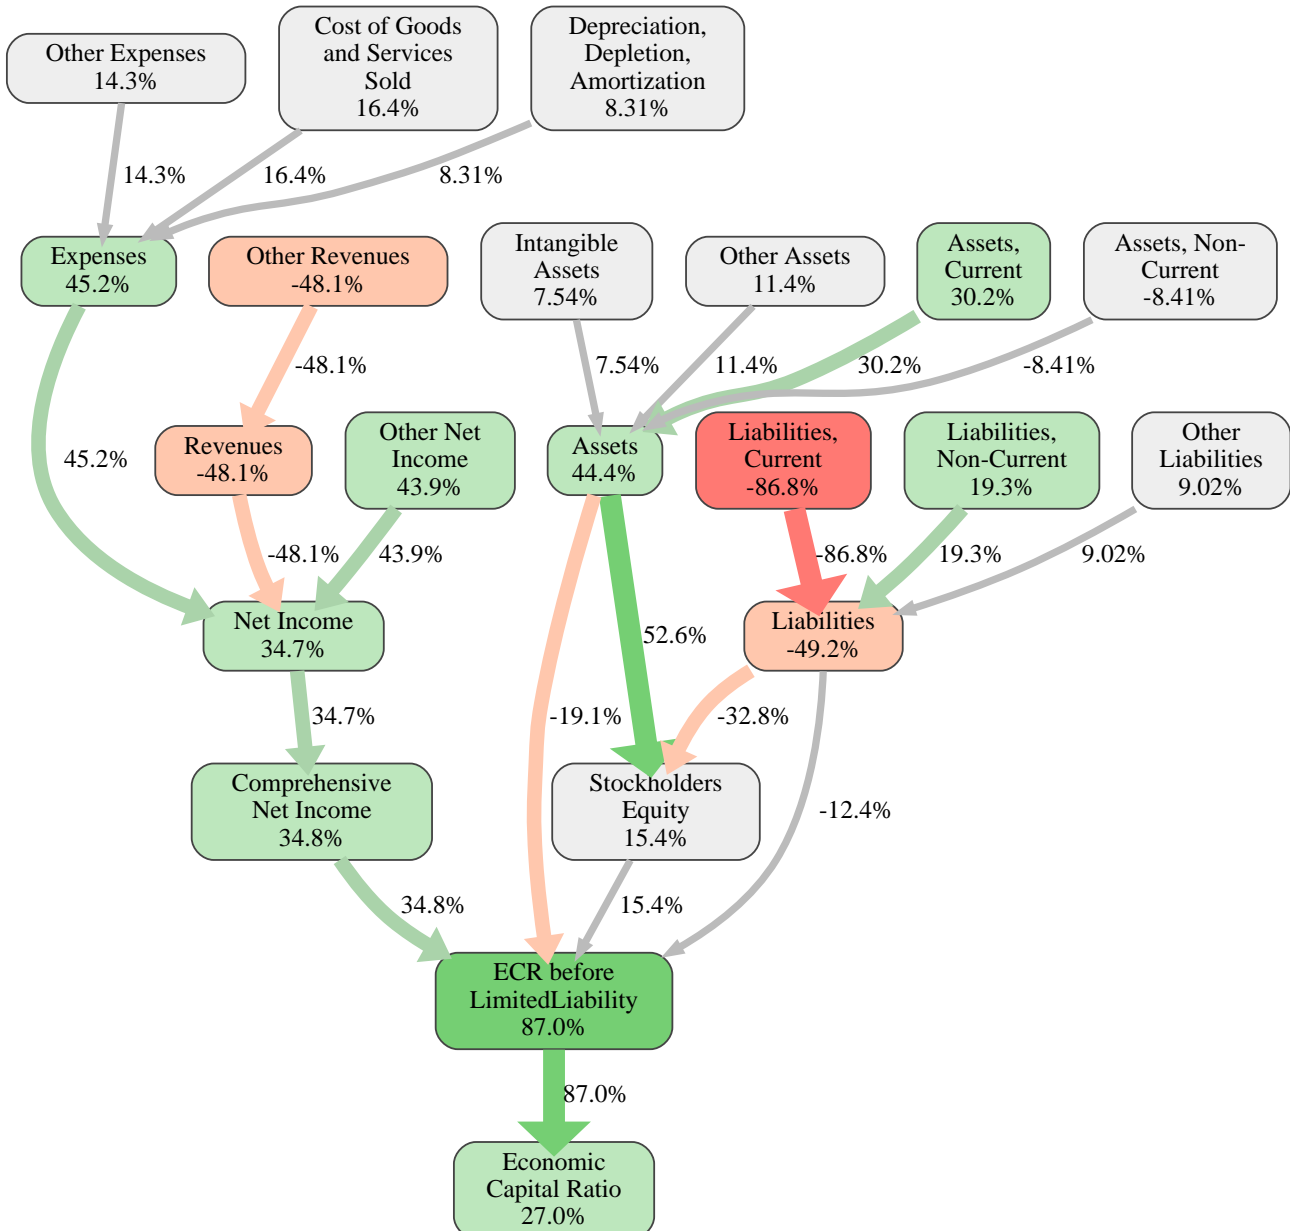 Other Expenses
14.3%
Cost of Goods
and Services
Sold
16.4%
Depreciation,
Depletion,
Amortization
8.31%
14.3%
16.4%
8.31%
Expenses
45.2%
Other Revenues
-48.1%
Intangible
Assets
7.54%
Other Assets
11.4%
Assets,
Current
30.2%
Assets, Non-
Current
-8.41%
-48.1%
7.54%
11.4%
30.2%
-8.41%
45.2%
Revenues
-48.1%
Other Net
Income
43.9%
Assets
44.4%
Liabilities,
Current
-86.8%
Liabilities,
Non-Current
19.3%
Other
Liabilities
9.02%
-48.1%
43.9%
-86.8%
19.3%
9.02%
Net Income
34.7%
52.6%
Liabilities
-49.2%
34.7%
-19.1%
-32.8%
Comprehensive
Net Income
34.8%
Stockholders
Equity
15.4%
-12.4%
34.8%
15.4%
ECR before
LimitedLiability
87.0%
87.0%
Economic
Capital Ratio
27.0%